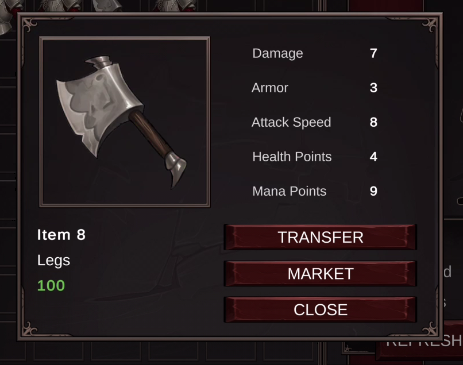 Damage 7
Armor 3
Attack Speed 8
Health Points 4
Mana Points 9
Item 8
Legs
100
TRANSFER
MARKET
CLOSE